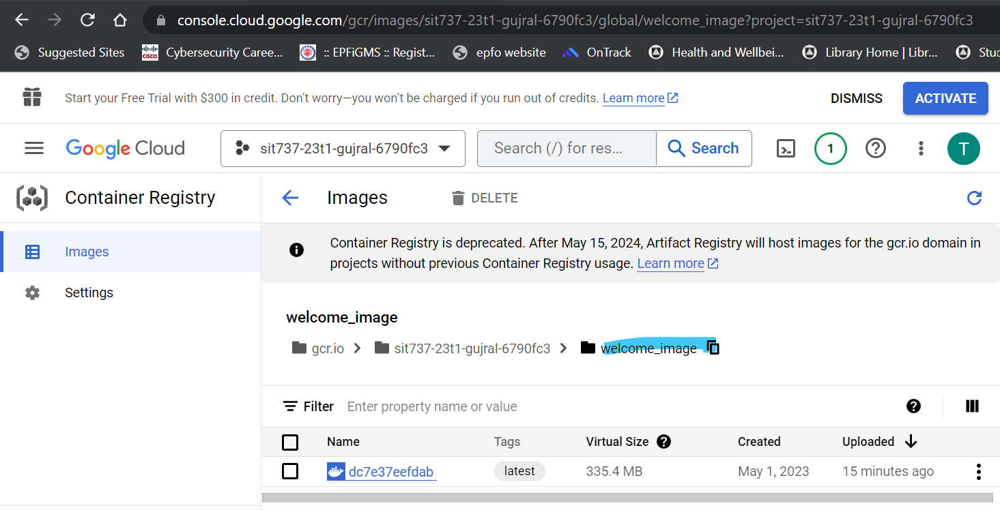 console.cloud.google.com/gcr/images/sit737-23t1-gujral-6790fc3/global/welcome_image?project=sit737-23t1-gujral-6790fc3
Suggested Sites Cybersecurity Caree... :: EPFiGMS :: Regist... epfo website OnTrack Health and Wellbei... Library Home | Libr... Stuc
Start your Free Trial with $300 in credit. Don’t worry—you won’t be charged if you run out of credits. Learn more DISMISS ACTIVATE
Google Cloud sit737-23t1-gujral-6790fc3 Search (/) for res... Search 1 T
Container Registry Images DELETE
Container Registry is deprecated. After May 15, 2024, Artifact Registry will host images for the gcr.io domain in
projects without previous Container Registry usage. Learn more
Images
Settings
welcome_image
gcr.io sit737-23t1-gujral-6790fc3 welcome_image
Filter Enter property name or value
Name Tags Virtual Size Created Uploaded
dc7e37eefdab latest 335.4 MB May 1, 2023 15 minutes ago